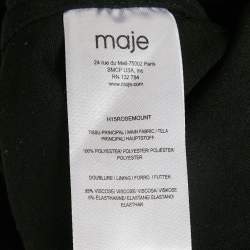 maje
24 rue du Mail-75002 Paris
SMCP USA, Inc
RN 132 784
www.maje.com
H15ROSEMOUNT
TISSU PRINCIPAL / MAIN FABRIC / TELA
PRINCIPAL / HAUPTSTOFF
100% POLYESTER/ POLYESTER/ POLIÉSTER/
POLYESTER
DOUBLURE / LINING / FORRO / FUTTER
95% VISCOSE/ VISCOSE/ VISCOSA/ VISKOSE
5% ELASTHANNE / ELASTANE/ ELASTANO/
ELASTHAN